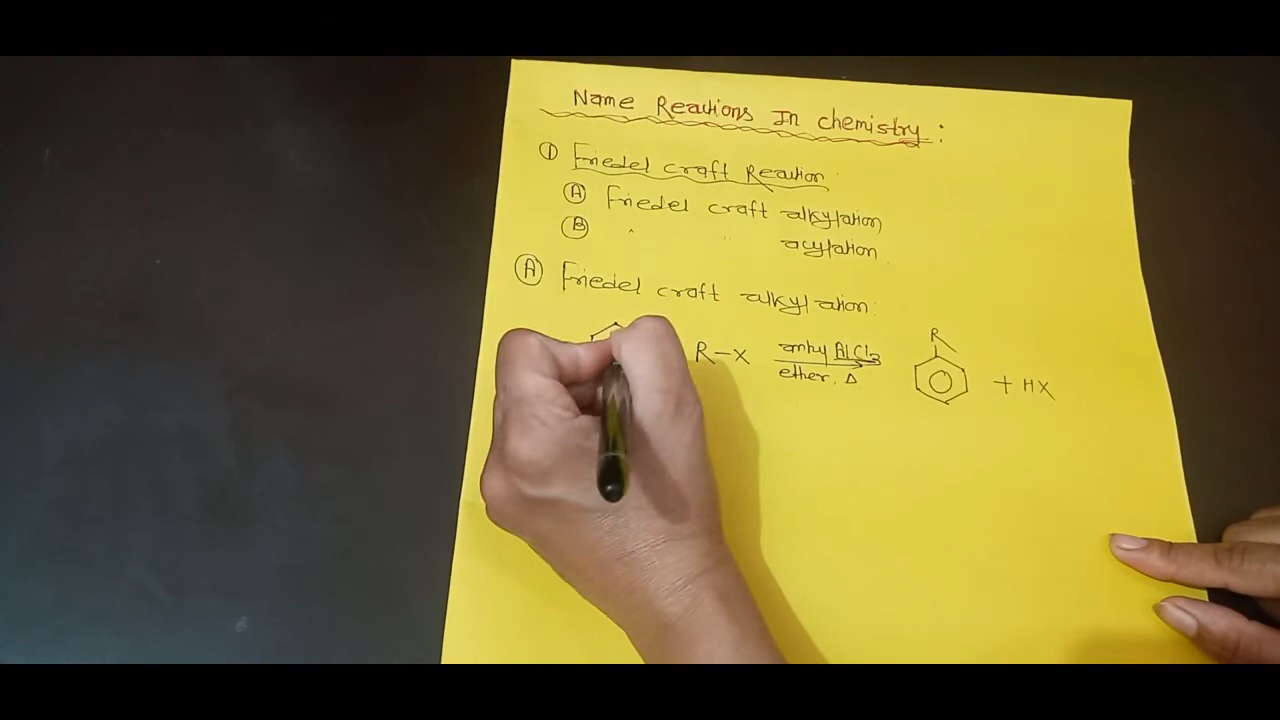 Name Reactions In chemistry:
① Friedel craft Reaction
Ⓐ Friedel craft alkylation
Ⓑ " " acylation
Ⓐ Friedel craft alkylation:
R-X anhy AlCl3 R
ether, Δ + HX